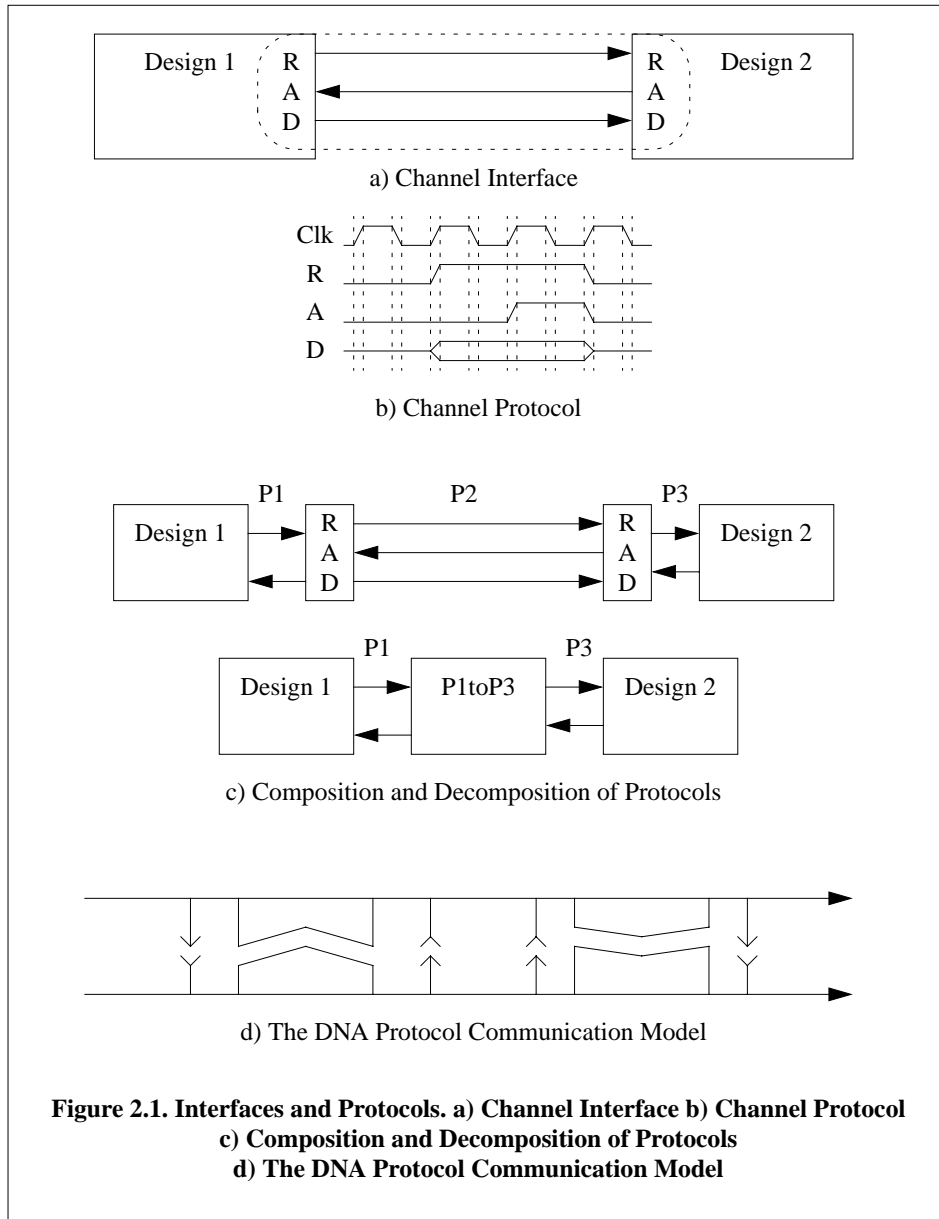 Design 1 R Design 2 R
A A
D D
a) Channel Interface
Clk
R
A
D
b) Channel Protocol
P1 P2 P3
Design 1 R R Design 2
A A
D D
P1 P3
Design 1 P1toP3 Design 2
c) Composition and Decomposition of Protocols
d) The DNA Protocol Communication Model
Figure 2.1. Interfaces and Protocols. a) Channel Interface b) Channel Protocol
c) Composition and Decomposition of Protocols
d) The DNA Protocol Communication Model